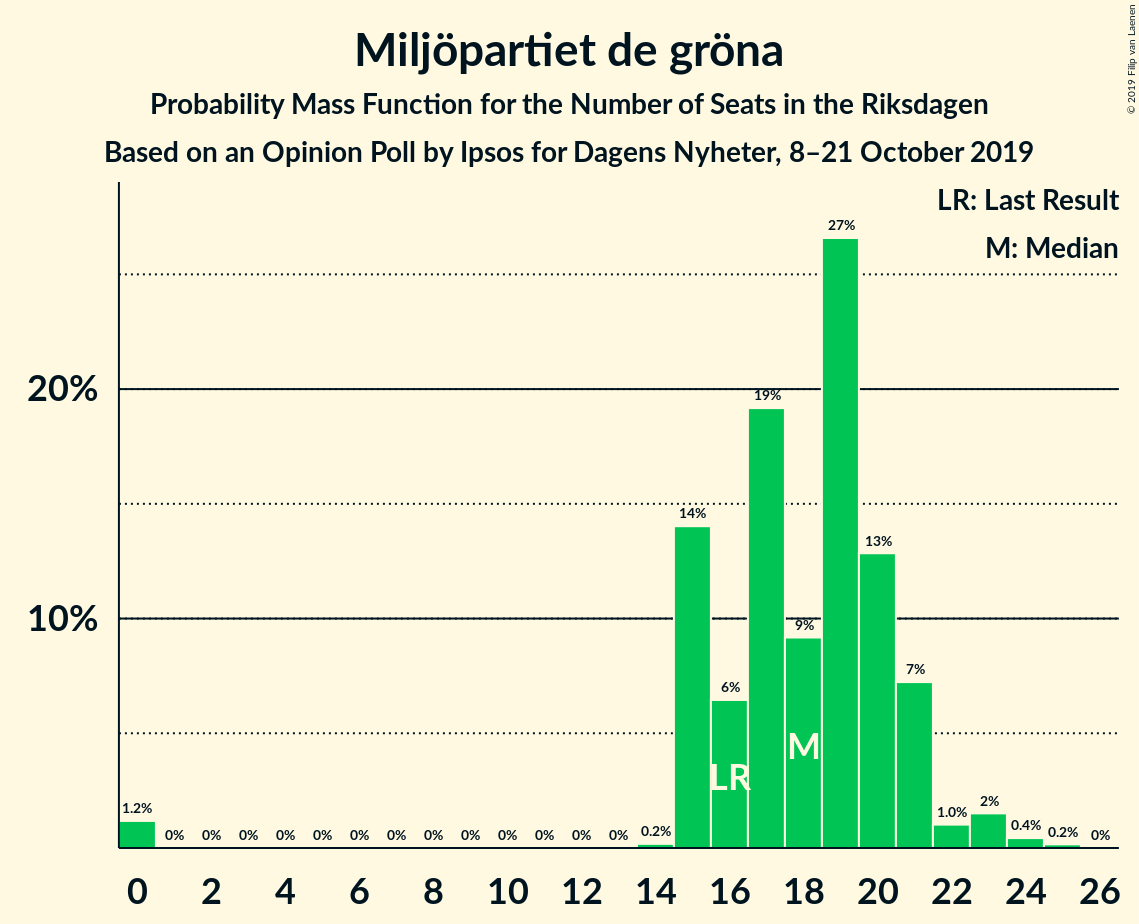 © 2019 Filip van Laenen
Miljöpartiet de gröna
Probability Mass Function for the Number of Seats in the Riksdagen
Based on an Opinion Poll by Ipsos for Dagens Nyheter, 8–21 October 2019
LR: Last Result
M: Median
27%
20%
19%
14%
13%
10%
9%
7%
6%
M
LR
1.2% 0% 0% 0% 0% 0% 0% 0% 0% 0% 0% 0% 0% 0% 0.2% 1.0% 2% 0.4% 0.2% 0%
0 2 4 6 8 10 12 14 16 18 20 22 24 26